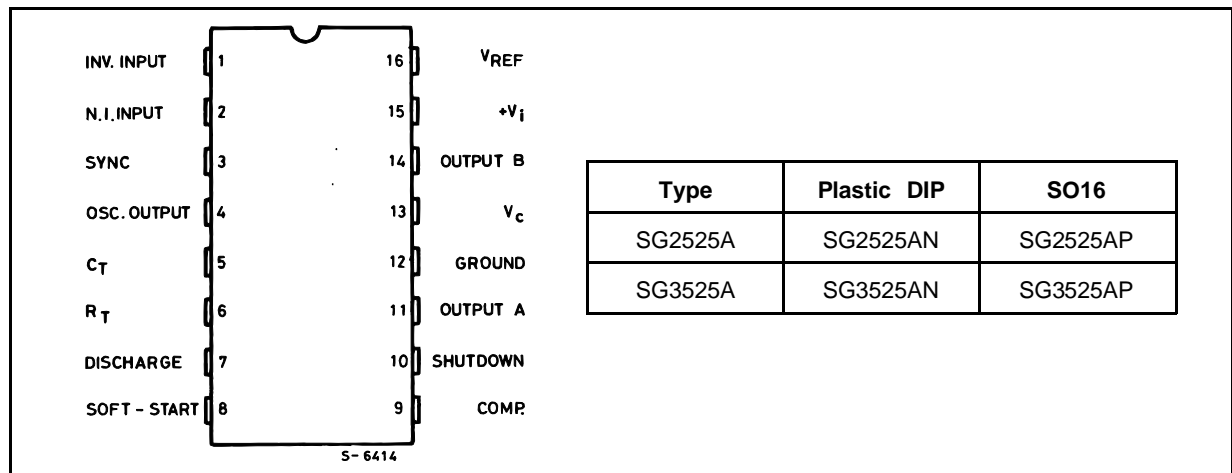 INV. INPUT 1 16 VREF
N.I. INPUT 2 15 +Vi
SYNC 3 14 OUTPUT B
OSC. OUTPUT 4 13 Vc
CT 5 12 GROUND
RT 6 11 OUTPUT A
DISCHARGE 7 10 SHUTDOWN
SOFT - START 8 9 COMP.
S- 6414
Type Plastic DIP SO16
SG2525A SG2525AN SG2525AP
SG3525A SG3525AN SG3525AP